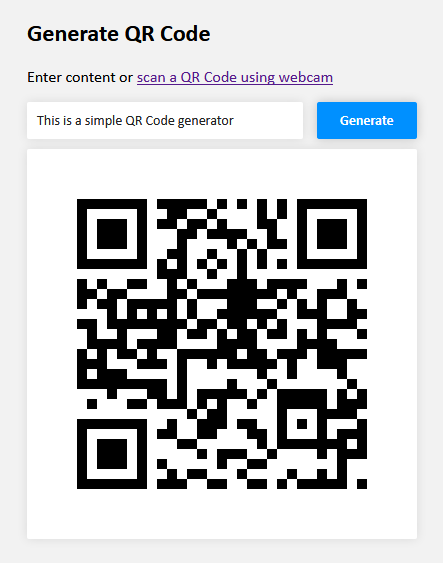 Generate QR Code
Enter content or scan a QR Code using webcam
This is a simple QR Code generator
Generate